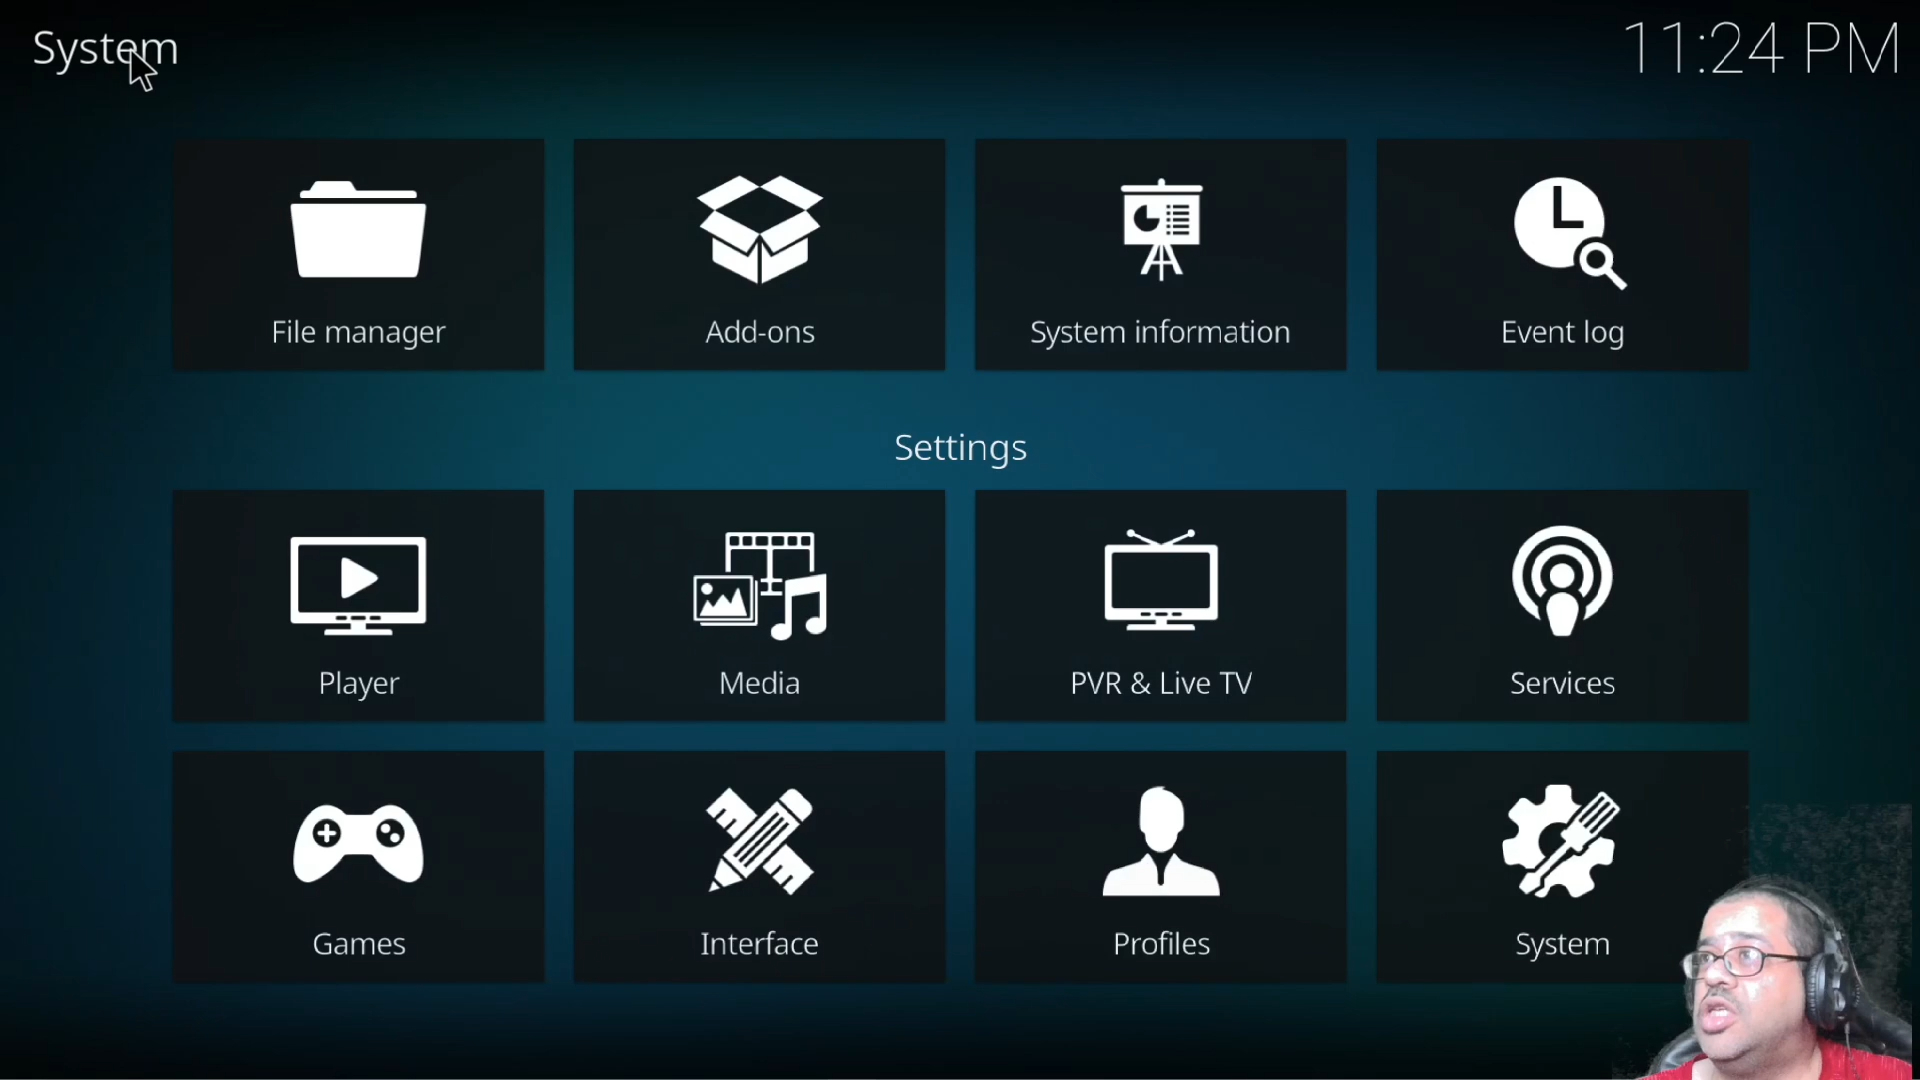 System
11:24 PM
File manager
Add-ons
System information
Event log
Settings
Player
Media
PVR & Live TV
Services
Games
Interface
Profiles
System